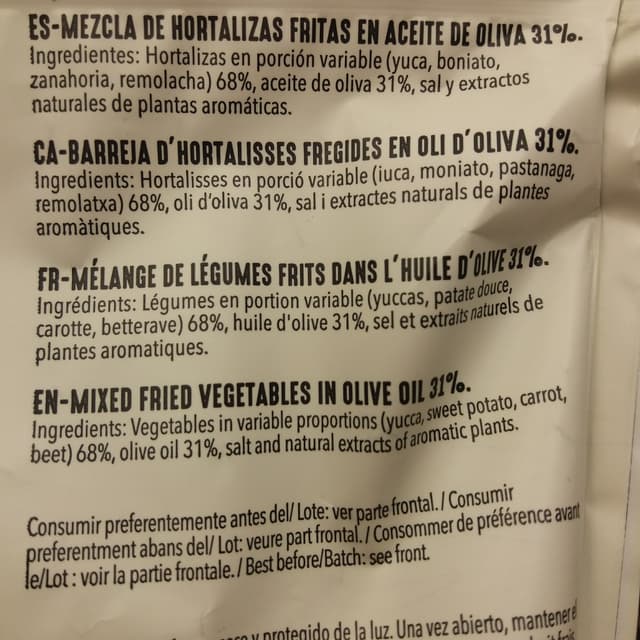 ES-MEZCLA DE HORTALIZAS FRITAS EN ACEITE DE OLIVA 31%.
Ingredientes: Hortalizas en porción variable (yuca, boniato,
zanahoria, remolacha) 68%, aceite de oliva 31%, sal y extractos
naturales de plantas aromáticas.
CA-BARREJA D'HORTALISSES FREGIDES EN OLI D'OLIVA 31%.
Ingredients: Hortalisses en porció variable (iuca, moniato, pastanaga,
remolatxa) 68%, oli d'oliva 31%, sal i extractes naturals de plantes
aromàtiques.
FR-MÉLANGE DE LÉGUMES FRITS DANS L'HUILE D'OLIVE 31%.
Ingrédients: Légumes en portion variable (yuccas, patate douce,
carotte, betterave) 68%, huile d'olive 31%, sel et extraits naturels de
plantes aromatiques.
EN-MIXED FRIED VEGETABLES IN OLIVE OIL 31%.
Ingredients: Vegetables in variable proportions (yucca, sweet potato, carrot,
beet) 68%, olive oil 31%, salt and natural extracts of aromatic plants.
Consumir preferentemente antes del/ Lote: ver parte frontal. / Consumir
preferentment abans del/ Lot: veure part frontal. / Consommer de préférence avant
le/Lot : voir la partie frontale. / Best before/Batch: see front.
y protegido de la luz. Una vez abierto, mantener